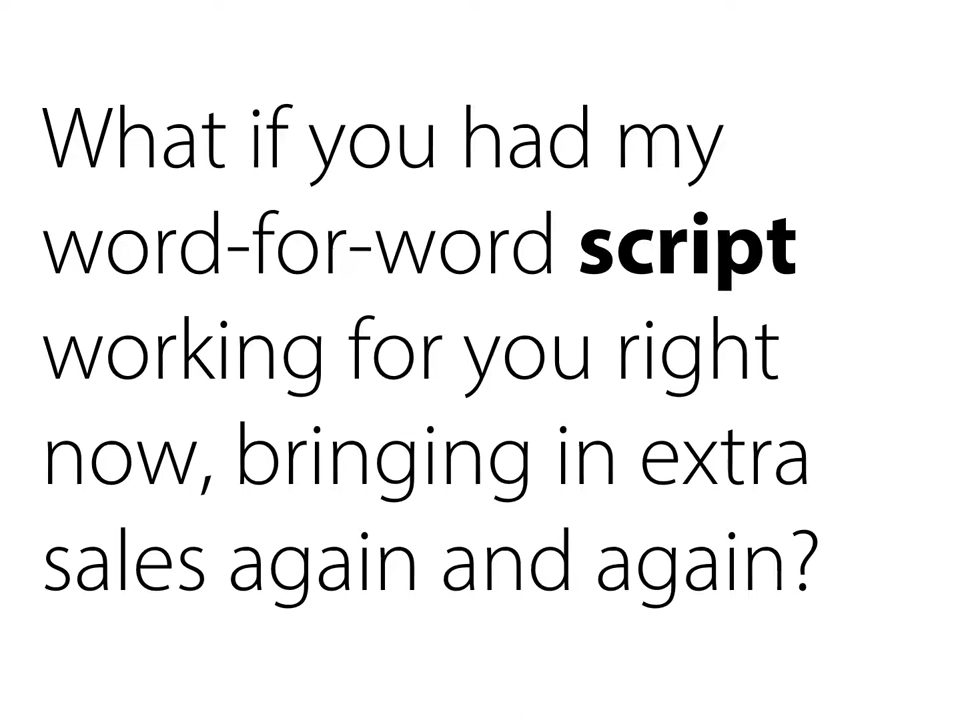 What if you had my
word-for-word script
working for you right
now, bringing in extra
sales again and again?